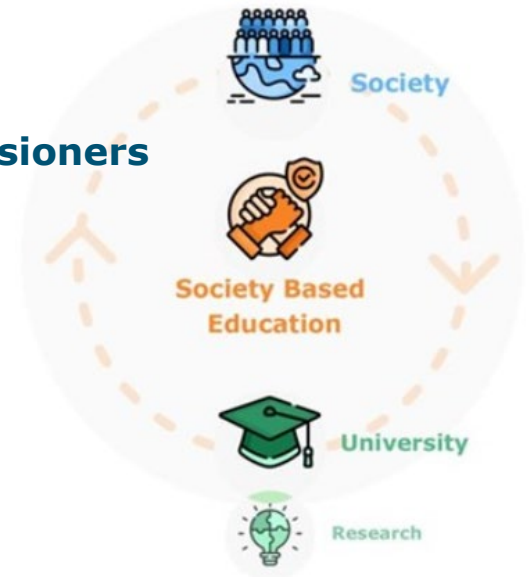 Society
sioners
Society Based
Education
University
Research